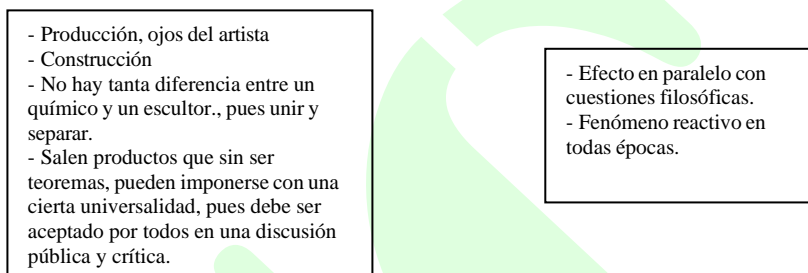 - Producción, ojos del artista
- Construcción
- No hay tanta diferencia entre un
químico y un escultor., pues unir y
separar.
- Salen productos que sin ser
teoremas, pueden imponerse con una
cierta universalidad, pues debe ser
aceptado por todos en una discusión
pública y crítica.
- Efecto en paralelo con
cuestiones filosóficas.
- Fenómeno reactivo en
todas épocas.